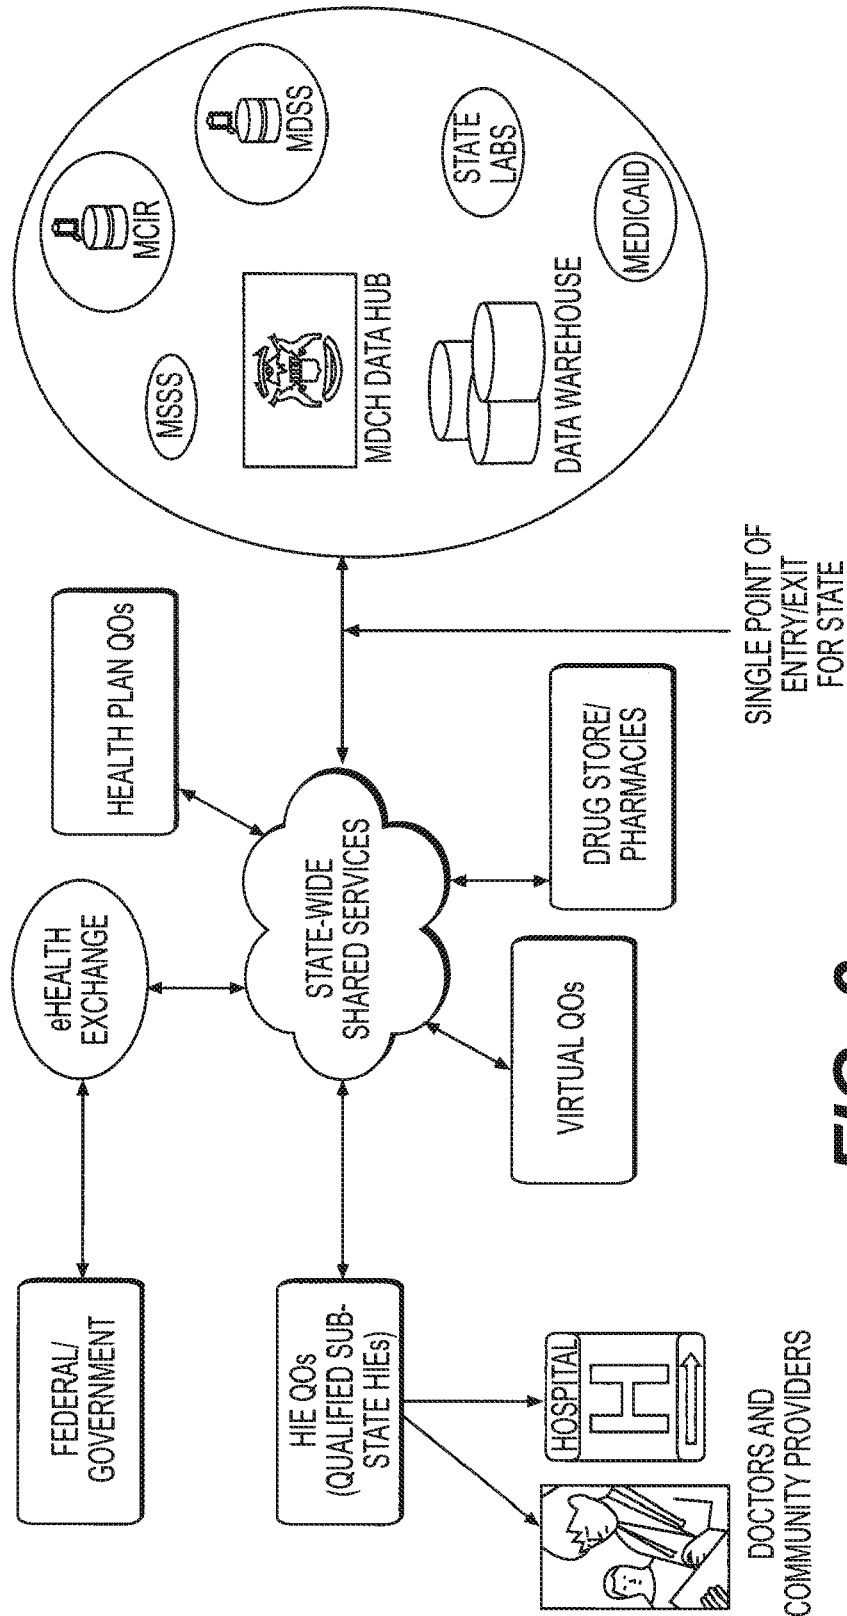 FEDERAL/
GOVERNMENT
eHEALTH
EXCHANGE
HEALTH PLAN QOs
HIE QOs
(QUALIFIED SUB-
STATE HIEs)
STATE-WIDE
SHARED SERVICES
VIRTUAL QOs
DRUG STORE/
PHARMACIES
HOSPITAL
H
DOCTORS AND
COMMUNITY PROVIDERS
SINGLE POINT OF
ENTRY/EXIT
FOR STATE
MSSS
MCIR
MDSS
MDCH DATA HUB
STATE
LABS
DATA WAREHOUSE
MEDICAID
FIG.